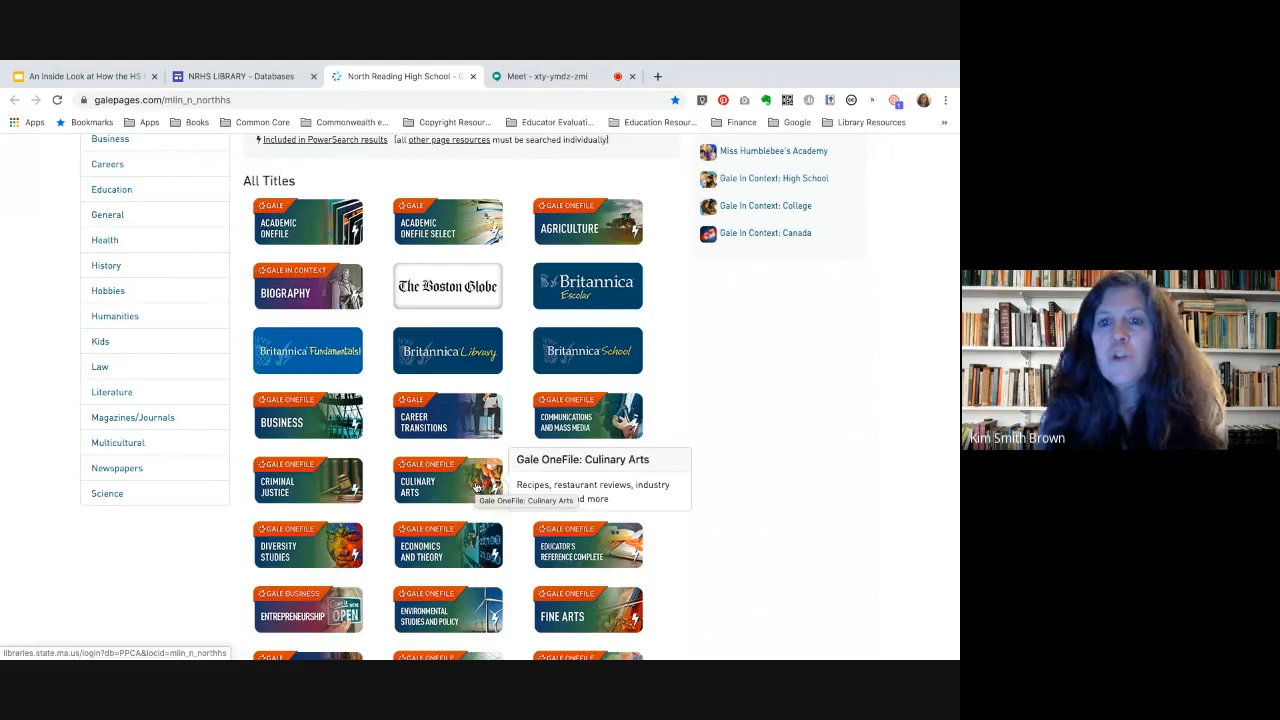 An Inside Look at How the HS
NRHS LIBRARY - Databases
North Reading High School - G
Meet - xty-ymdz-zmi
galepages.com/mlin_n_northhs
Apps
Bookmarks
Apps
Books
Common Core
Commonwealth e...
Copyright Resour...
Educator Evaluati...
Education Resour...
Finance
Google
Library Resources
»
Business
Careers
Education
General
Health
History
Hobbies
Humanities
Kids
Law
Literature
Magazines/Journals
Multicultural
Newspapers
Science
Included in PowerSearch results [all other page resources must be searched individually]
All Titles
GALE
ACADEMIC
ONEFILE
GALE
ACADEMIC
ONEFILE SELECT
GALE ONEFILE
AGRICULTURE
GALE IN CONTEXT
BIOGRAPHY
The Boston Globe
Britannica
Escolar
Britannica Fundamentals!
Britannica Library
Britannica School
GALE ONEFILE
BUSINESS
GALE
CAREER
TRANSITIONS
GALE ONEFILE
COMMUNICATIONS
AND MASS MEDIA
GALE ONEFILE
CRIMINAL
JUSTICE
GALE ONEFILE
CULINARY
ARTS
Gale OneFile: Culinary Arts
Recipes, restaurant reviews, industry
d more
Gale OneFile: Culinary Arts
GALE ONEFILE
DIVERSITY
STUDIES
GALE ONEFILE
ECONOMICS
AND THEORY
GALE ONEFILE
EDUCATOR'S
REFERENCE COMPLETE
GALE BUSINESS
ENTREPRENEURSHIP
OPEN
GALE ONEFILE
ENVIRONMENTAL
STUDIES AND POLICY
GALE ONEFILE
FINE ARTS
Miss Humblebee's Academy
Gale In Context: High School
Gale In Context: College
Gale In Context: Canada
libraries.state.ma.us/login?db=PPCA&locid=mlin_n_northhs
Kim Smith Brown